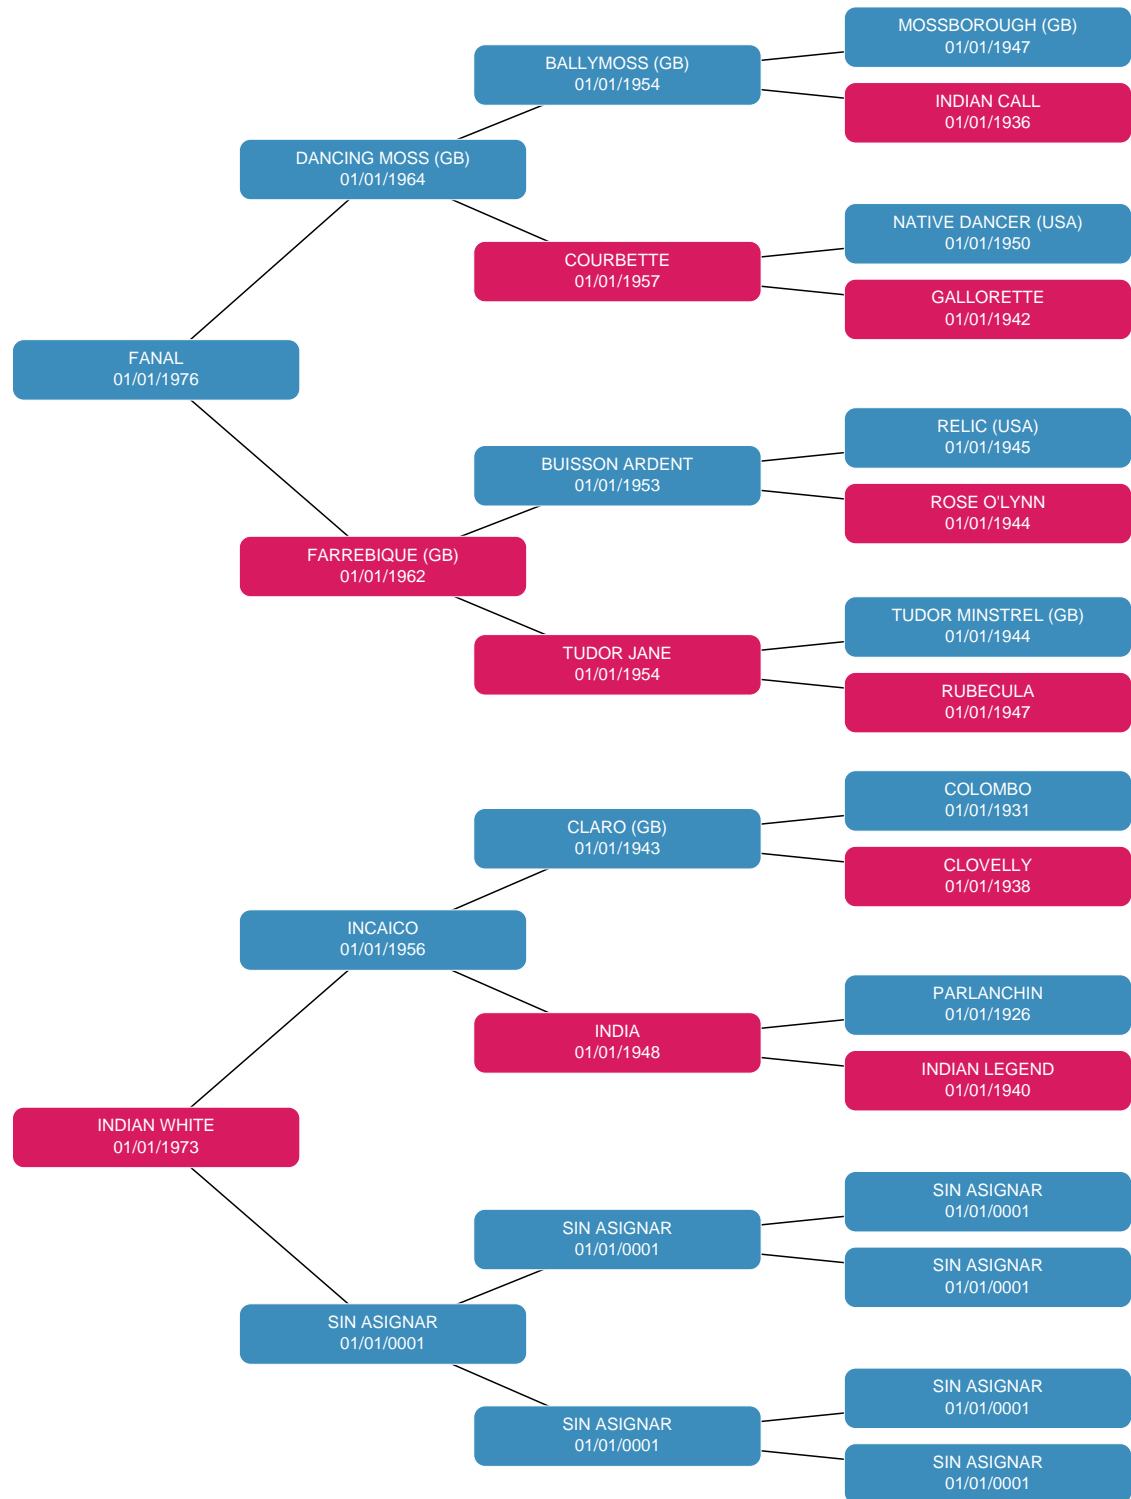 MOSSBOROUGH (GB)
01/01/1947
BALLYMOSS (GB)
01/01/1954
INDIAN CALL
01/01/1936
DANCING MOSS (GB)
01/01/1964
NATIVE DANCER (USA)
01/01/1950
COURBETTE
01/01/1957
GALLORETTE
01/01/1942
FANAL
01/01/1976
RELIC (USA)
01/01/1945
BUISSON ARDENT
01/01/1953
ROSE O'LYNN
01/01/1944
FARREBIQUE (GB)
01/01/1962
TUDOR MINSTREL (GB)
01/01/1944
TUDOR JANE
01/01/1954
RUBECULA
01/01/1947
COLOMBO
01/01/1931
CLARO (GB)
01/01/1943
CLOVELLY
01/01/1938
INCAICO
01/01/1956
PARLANCHIN
01/01/1926
INDIA
01/01/1948
INDIAN LEGEND
01/01/1940
INDIAN WHITE
01/01/1973
SIN ASIGNAR
01/01/0001
SIN ASIGNAR
01/01/0001
SIN ASIGNAR
01/01/0001
SIN ASIGNAR
01/01/0001
SIN ASIGNAR
01/01/0001
SIN ASIGNAR
01/01/0001
SIN ASIGNAR
01/01/0001